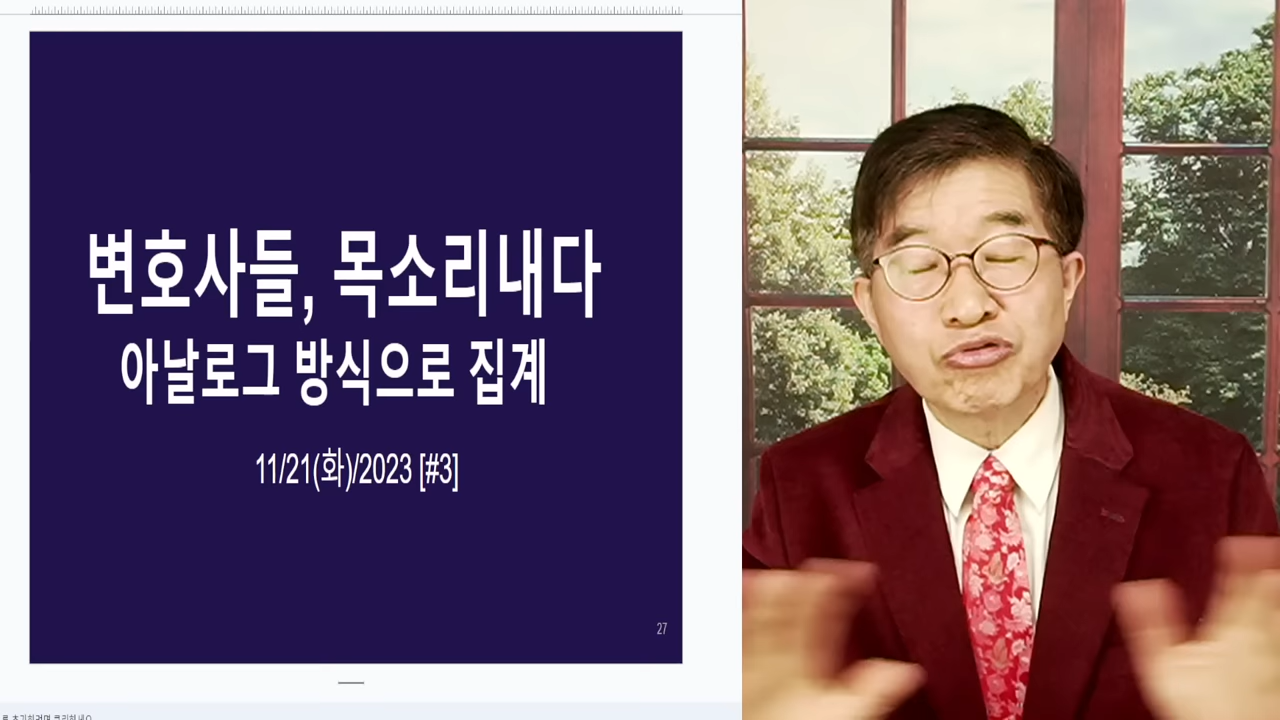 변호사들, 목소리내다
아날로그 방식으로 집계
11/21(화)/2023 [#3]
27